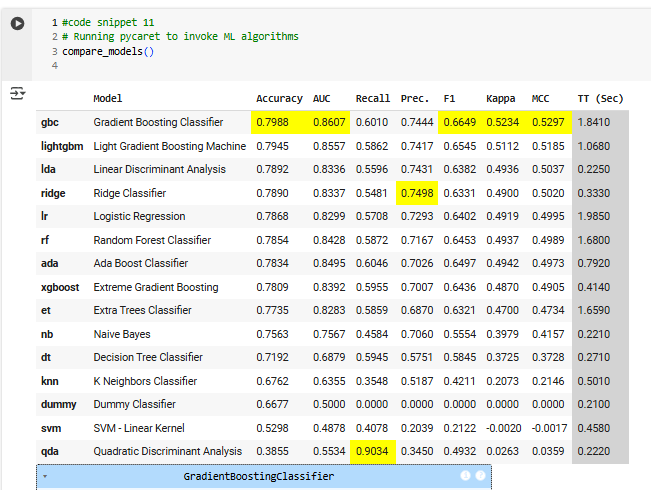 1 #code snippet 11
2 # Running pycaret to invoke ML algorithms
3 compare_models()
4
Model Accuracy AUC Recall Prec. F1 Kappa MCC TT (Sec)
gbc Gradient Boosting Classifier 0.7988 0.8607 0.6010 0.7444 0.6649 0.5234 0.5297 1.8410
lightgbm Light Gradient Boosting Machine 0.7945 0.8557 0.5862 0.7417 0.6545 0.5112 0.5185 1.0680
lda Linear Discriminant Analysis 0.7892 0.8336 0.5596 0.7431 0.6382 0.4936 0.5037 0.2250
ridge Ridge Classifier 0.7890 0.8337 0.5481 0.7498 0.6331 0.4900 0.5020 0.3330
lr Logistic Regression 0.7868 0.8299 0.5708 0.7293 0.6402 0.4919 0.4995 1.9850
rf Random Forest Classifier 0.7854 0.8428 0.5872 0.7167 0.6453 0.4937 0.4989 1.6800
ada Ada Boost Classifier 0.7834 0.8495 0.6046 0.7026 0.6497 0.4942 0.4973 0.7920
xgboost Extreme Gradient Boosting 0.7809 0.8392 0.5955 0.7007 0.6436 0.4870 0.4905 0.4140
et Extra Trees Classifier 0.7735 0.8283 0.5859 0.6870 0.6321 0.4700 0.4734 1.6590
nb Naive Bayes 0.7563 0.7567 0.4584 0.7060 0.5554 0.3979 0.4157 0.2210
dt Decision Tree Classifier 0.7192 0.6879 0.5945 0.5751 0.5845 0.3725 0.3728 0.2710
knn K Neighbors Classifier 0.6762 0.6355 0.3548 0.5187 0.4211 0.2073 0.2146 0.5010
dummy Dummy Classifier 0.6677 0.5000 0.0000 0.0000 0.0000 0.0000 0.0000 0.2100
svm SVM - Linear Kernel 0.5298 0.4878 0.4078 0.2039 0.2122 -0.0020 -0.0017 0.4580
qda Quadratic Discriminant Analysis 0.3855 0.5534 0.9034 0.3450 0.4932 0.0263 0.0359 0.2220
GradientBoostingClassifier